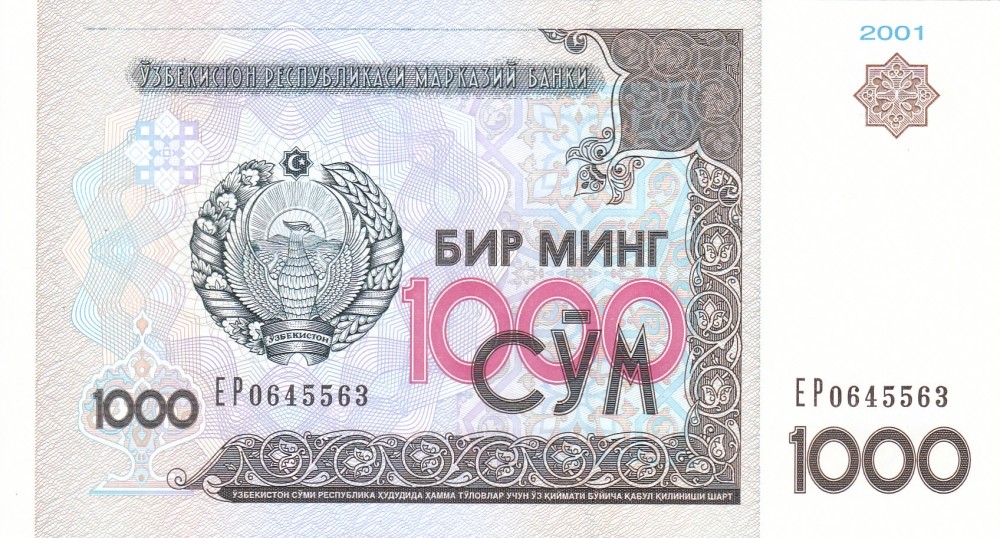 2001
ЎЗБЕКИСТОН РЕСПУБЛИКАСИ МАРКАЗИЙ БАНКИ
БИР МИНГ
1000
СЎМ
ЎЗБЕКИСТОН
ЕР0645563
1000
ЕР0645563
1000
ЎЗБЕКИСТОН СЎМИ РЕСПУБЛИКА ҲУДУДИДА ҲАММА ТЎЛОВЛАР УЧУН ЎЗ ҚИЙМАТИ БЎЙИЧА ҚАБУЛ ҚИЛИНИШИ ШАРТ